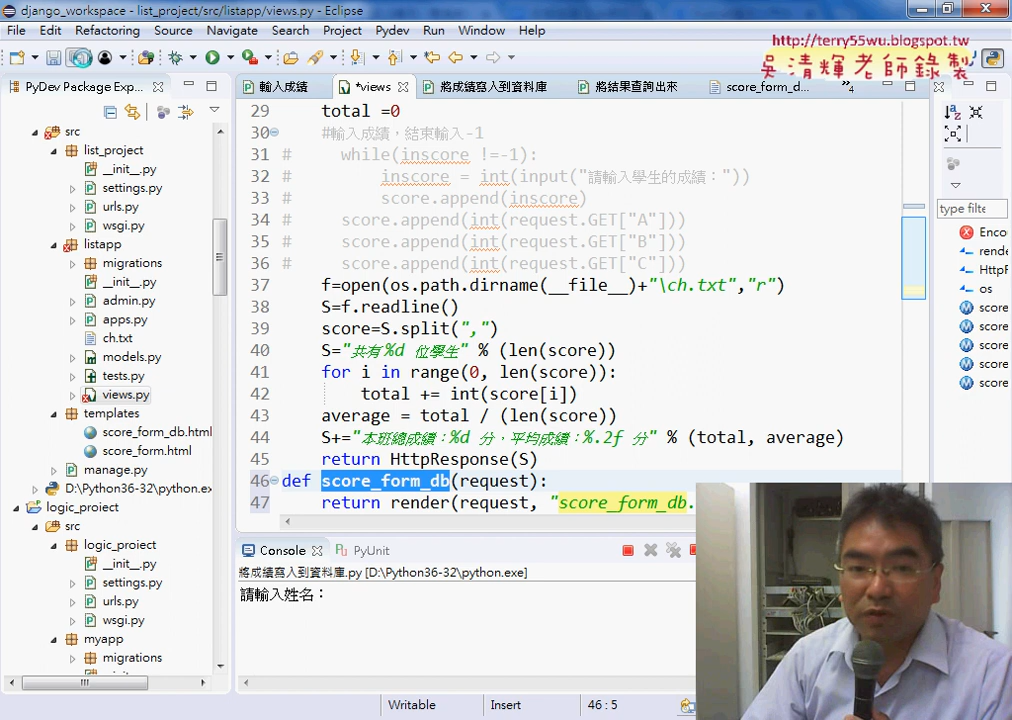 django_workspace - list_project/src/listapp/views.py - Eclipse
File Edit Refactoring Source Navigate Search Project Pydev Run Window Help
http://terry55wu.blogspot.tw
吳清輝老師錄製
PyDev Package Exp...
輸入成績
*views
將成績寫入到資料庫
將結果查詢出來
score_form_d...
4
src
list_project
__init__.py
settings.py
urls.py
wsgi.py
listapp
migrations
__init__.py
admin.py
apps.py
ch.txt
models.py
tests.py
views.py
templates
score_form_db.html
score_form.html
manage.py
D:\Python36-32\python.ex
logic_project
src
logic_project
__init__.py
settings.py
urls.py
wsgi.py
myapp
migrations
29 total =0
30 #輸入成績，結束輸入-1
31 # while(inscore !=-1):
32 # inscore = int(input("請輸入學生的成績："))
33 # score.append(inscore)
34 # score.append(int(request.GET["A"]))
35 # score.append(int(request.GET["B"]))
36 # score.append(int(request.GET["C"]))
37 f=open(os.path.dirname(__file__)+"\ch.txt","r")
38 S=f.readline()
39 score=S.split(",")
40 S="共有%d 位學生" % (len(score))
41 for i in range(0, len(score)):
42 total += int(score[i])
43 average = total / (len(score))
44 S+="本班總成績：%d 分，平均成績：%.2f 分" % (total, average)
45 return HttpResponse(S)
46 def score_form_db(request):
47 return render(request, "score_form_db.
type filte
Enco
rende
HttpF
os
score
score
score
score
score
Console
PyUnit
將成績寫入到資料庫.py [D:\Python36-32\python.exe]
請輸入姓名：
Writable
Insert
46 : 5